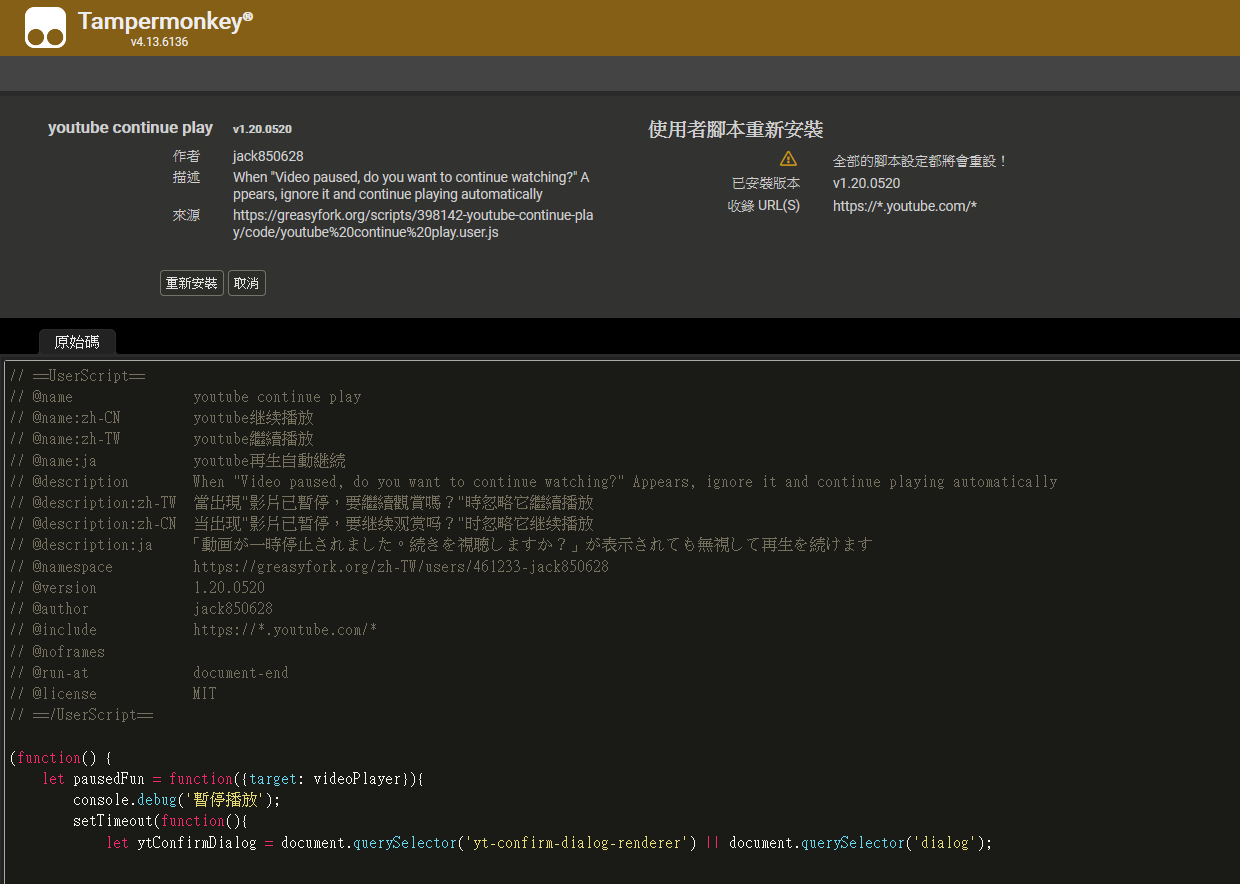 Tampermonkey®
v4.13.6136
youtube continue play v1.20.0520
作者 jack850628
描述 When "Video paused, do you want to continue watching?" A
ppears, ignore it and continue playing automatically
來源 https://greasyfork.org/scripts/398142-youtube-continue-pla
y/code/youtube%20continue%20play.user.js
重新安裝 取消
使用者腳本重新安裝
全部的腳本設定都將會重設！
已安裝版本 v1.20.0520
收錄 URL(S) https://*.youtube.com/*
原始碼
// ==UserScript==
// @name youtube continue play
// @name:zh-CN youtube继续播放
// @name:zh-TW youtube繼續播放
// @name:ja youtube再生自動継続
// @description When "Video paused, do you want to continue watching?" Appears, ignore it and continue playing automatically
// @description:zh-TW 當出現"影片已暫停，要繼續觀賞嗎？"時忽略它繼續播放
// @description:zh-CN 当出现"影片已暂停，要继续观赏吗？"时忽略它继续播放
// @description:ja 「動画が一時停止されました。続きを視聴しますか？」が表示されても無視して再生を続けます
// @namespace https://greasyfork.org/zh-TW/users/461233-jack850628
// @version 1.20.0520
// @author jack850628
// @include https://*.youtube.com/*
// @noframes
// @run-at document-end
// @license MIT
// ==/UserScript==
(function() {
let pausedFun = function({target: videoPlayer}){
console.debug('暫停播放');
setTimeout(function(){
let ytConfirmDialog = document.querySelector('yt-confirm-dialog-renderer') || document.querySelector('dialog');